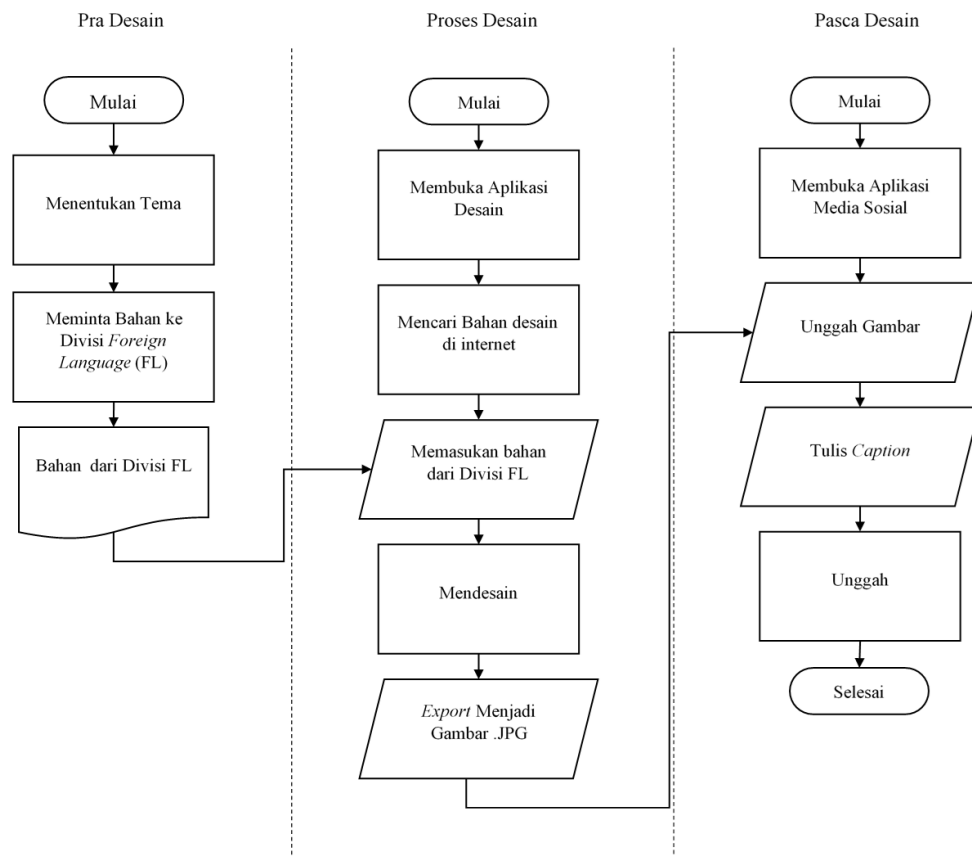 Pra Desain
Mulai
Menentukan Tema
Meminta Bahan ke
Divisi Foreign
Language (FL)
Bahan dari Divisi FL
Proses Desain
Mulai
Membuka Aplikasi
Desain
Mencari Bahan desain
di internet
Memasukan bahan
dari Divisi FL
Mendesain
Export Menjadi
Gambar .JPG
Pasca Desain
Mulai
Membuka Aplikasi
Media Sosial
Unggah Gambar
Tulis Caption
Unggah
Selesai